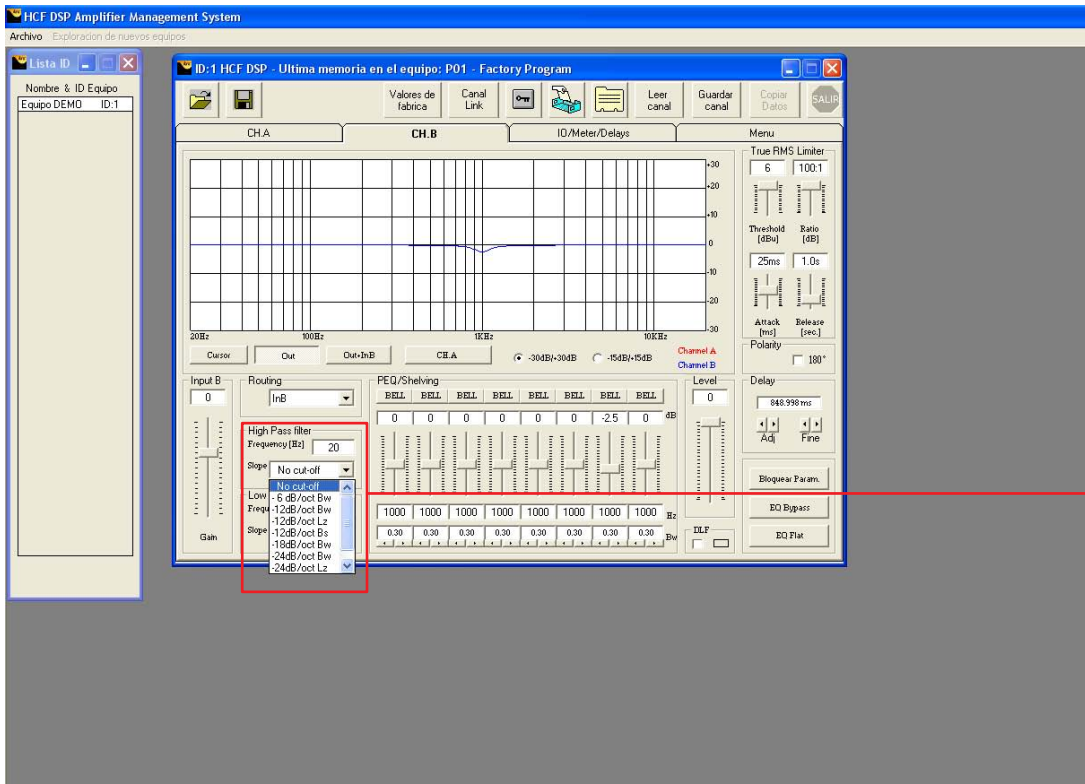 HCF DSP Amplifier Management System
Archivo Exploracion de nuevos equipos
Lista ID
Nombre & ID Equipo
Equipo DEMO ID:1
ID:1 HCF DSP - Ultima memoria en el equipo: P01 - Factory Program
Valores de fabrica
Canal Link
Leer canal
Guardar canal
Copiar Datos
SALIR
CH.A CH.B IO/Meter/Delays Menu
+30
+20
+10
0
-10
-20
-30
20Hz 100Hz 1KHz 10KHz
Cursor Out Out+InB CH.A -30dB/+30dB -15dB/+15dB
Channel A
Channel B
True RMS Limiter
6 100:1
Threshold [dBu]
Ratio [dB]
25ms 1.0s
Attack [ms]
Release [sec.]
Polarity
180°
Input B
0
Gain
Routing
InB
High Pass filter
Frequency[Hz] 20
Slope No cut-off
No cut-off
- 6 dB/oct Bw
-12dB/oct Bw
-12dB/oct Lz
-12dB/oct Bs
-18dB/oct Bw
-24dB/oct Bw
-24dB/oct Lz
Low
Frequ
Slope
PEQ/Shelving
BELL BELL BELL BELL BELL BELL BELL BELL
0 0 0 0 0 0 -2.5 0 dB
1000 1000 1000 1000 1000 1000 1000 1000 Hz
0.30 0.30 0.30 0.30 0.30 0.30 0.30 0.30 Bw
Level
0
DLF
Delay
848.998 ms
Adj Fine
Bloquear Param.
EQ Bypass
EQ Flat